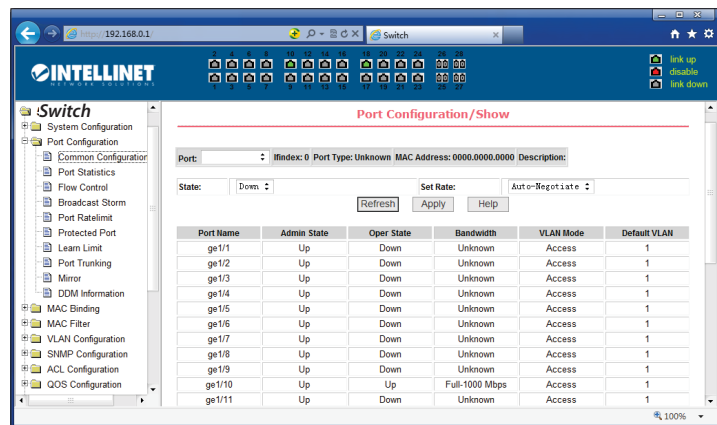 http:// 192.168.0.1/
Switch
2 4 6 8 10 12 14 16 18 20 22 24 26 28
1 3 5 7 9 11 13 15 17 19 21 23 25 27
INTELLINET
NETWORK SOLUTIONS
link up
disable
link down
iSwitch
System Configuration
Port Configuration
Common Configuration
Port Statistics
Flow Control
Broadcast Storm
Port Ratelimit
Protected Port
Learn Limit
Port Trunking
Mirror
DDM Information
MAC Binding
MAC Filter
VLAN Configuration
SNMP Configuration
ACL Configuration
QOS Configuration
Port Configuration/Show
Port: Ifindex: 0 Port Type: Unknown MAC Address: 0000.0000.0000 Description:
State: Down Set Rate: Auto-Negotiate
Refresh Apply Help
Port Name Admin State Oper State Bandwidth VLAN Mode Default VLAN
ge1/1 Up Down Unknown Access 1
ge1/2 Up Down Unknown Access 1
ge1/3 Up Down Unknown Access 1
ge1/4 Up Down Unknown Access 1
ge1/5 Up Down Unknown Access 1
ge1/6 Up Down Unknown Access 1
ge1/7 Up Down Unknown Access 1
ge1/8 Up Down Unknown Access 1
ge1/9 Up Down Unknown Access 1
ge1/10 Up Up Full-1000 Mbps Access 1
ge1/11 Up Down Unknown Access 1
100%